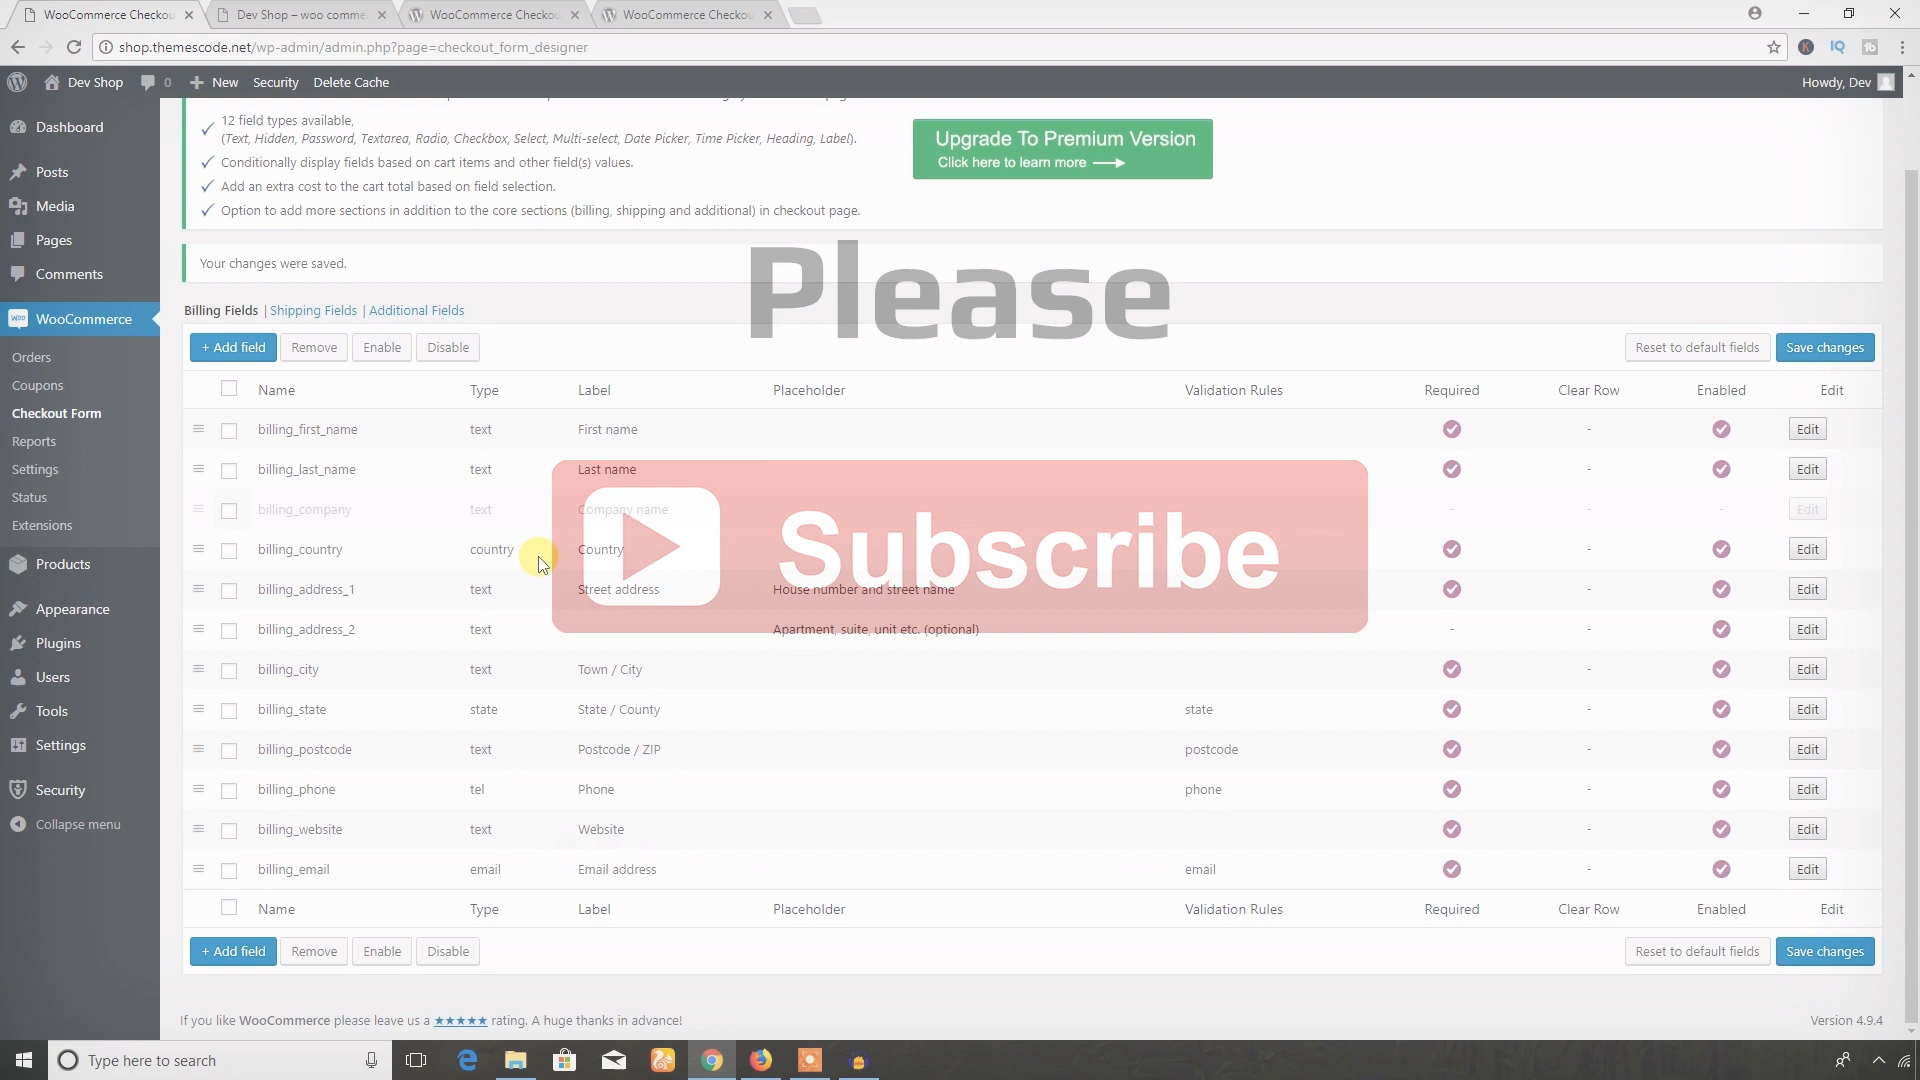 WooCommerce Checkou
Dev Shop – woo comme
WooCommerce Checkou
WooCommerce Checkou
shop.themescode.net/wp-admin/admin.php?page=checkout_form_designer
Dev Shop 0 New Security Delete Cache Howdy, Dev
Dashboard
Posts
Media
Pages
Comments
WooCommerce
Orders
Coupons
Checkout Form
Reports
Settings
Status
Extensions
Products
Appearance
Plugins
Users
Tools
Settings
Security
Collapse menu
12 field types available,
(Text, Hidden, Password, Textarea, Radio, Checkbox, Select, Multi-select, Date Picker, Time Picker, Heading, Label).
Conditionally display fields based on cart items and other field(s) values.
Add an extra cost to the cart total based on field selection.
Option to add more sections in addition to the core sections (billing, shipping and additional) in checkout page.
Upgrade To Premium Version
Click here to learn more
Your changes were saved.
Please
Billing Fields | Shipping Fields | Additional Fields
+ Add field Remove Enable Disable Reset to default fields Save changes
Name Type Label Placeholder Validation Rules Required Clear Row Enabled Edit
billing_first_name text First name - Edit
billing_last_name text Last name - Edit
billing_company text Company name - - - Edit
billing_country country Country - Edit
Subscribe
billing_address_1 text Street address House number and street name - Edit
billing_address_2 text Apartment, suite, unit etc. (optional) - - Edit
billing_city text Town / City - Edit
billing_state state State / County state - Edit
billing_postcode text Postcode / ZIP postcode - Edit
billing_phone tel Phone phone - Edit
billing_website text Website - Edit
billing_email email Email address email - Edit
Name Type Label Placeholder Validation Rules Required Clear Row Enabled Edit
+ Add field Remove Enable Disable Reset to default fields Save changes
If you like WooCommerce please leave us a ★★★★★ rating. A huge thanks in advance!
Version 4.9.4
Type here to search